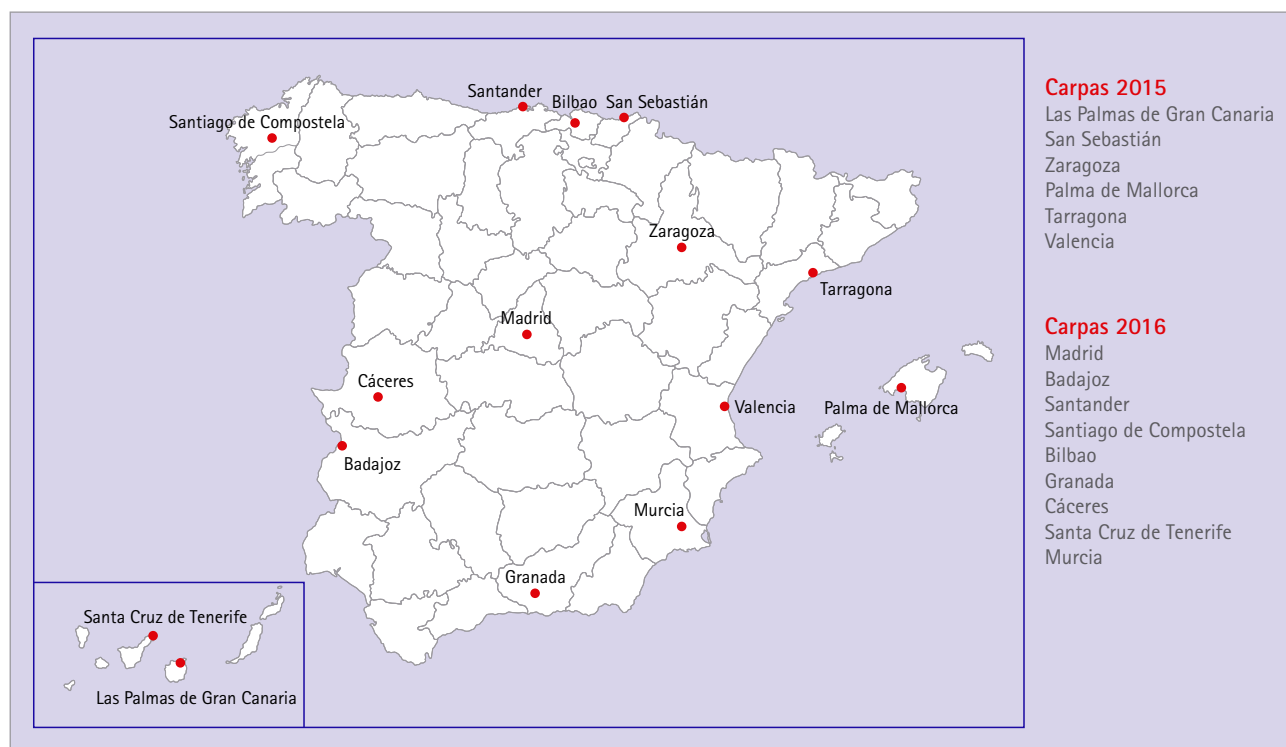 Santander
Bilbao
San Sebastián
Santiago de Compostela
Zaragoza
Tarragona
Madrid
Cáceres
Valencia
Palma de Mallorca
Badajoz
Murcia
Granada
Santa Cruz de Tenerife
Las Palmas de Gran Canaria
Carpas 2015
Las Palmas de Gran Canaria
San Sebastián
Zaragoza
Palma de Mallorca
Tarragona
Valencia
Carpas 2016
Madrid
Badajoz
Santander
Santiago de Compostela
Bilbao
Granada
Cáceres
Santa Cruz de Tenerife
Murcia